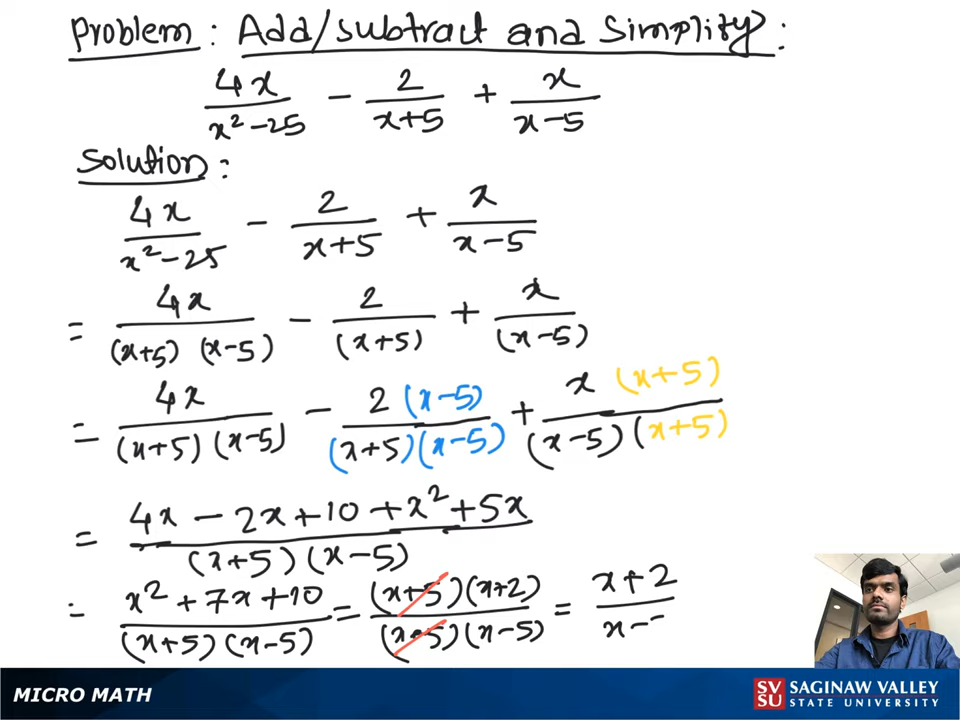 Problem : Add/subtract and Simplify :
4x/(x²-25) - 2/(x+5) + x/(x-5)
Solution :
4x/(x²-25) - 2/(x+5) + x/(x-5)
= 4x/((x+5)(x-5)) - 2/(x+5) + x/(x-5)
= 4x/((x+5)(x-5)) - 2(x-5)/((x+5)(x-5)) + x(x+5)/((x-5)(x+5))
= (4x - 2x + 10 + x² + 5x)/((x+5)(x-5))
= (x² + 7x + 10)/((x+5)(x-5)) = ((x+5)(x+2))/((x+5)(x-5)) = (x+2)/(x-
MICRO MATH
SVSU SAGINAW VALLEY
STATE UNIVERSITY